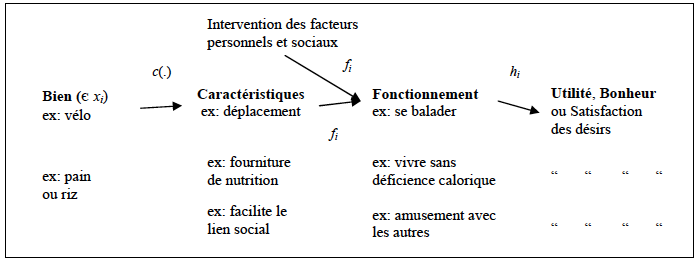 Intervention des facteurs
personnels et sociaux
c(.)
fi
hi
Bien (Є xi)
ex: vélo
Caractéristiques
ex: déplacement
Fonctionnement
ex: se balader
Utilité, Bonheur
ou Satisfaction
des désirs
fi
ex: pain
ou riz
ex: fourniture
de nutrition
ex: vivre sans
déficience calorique
“ “ “ “
ex: facilite le
lien social
ex: amusement avec
les autres
“ “ “ “